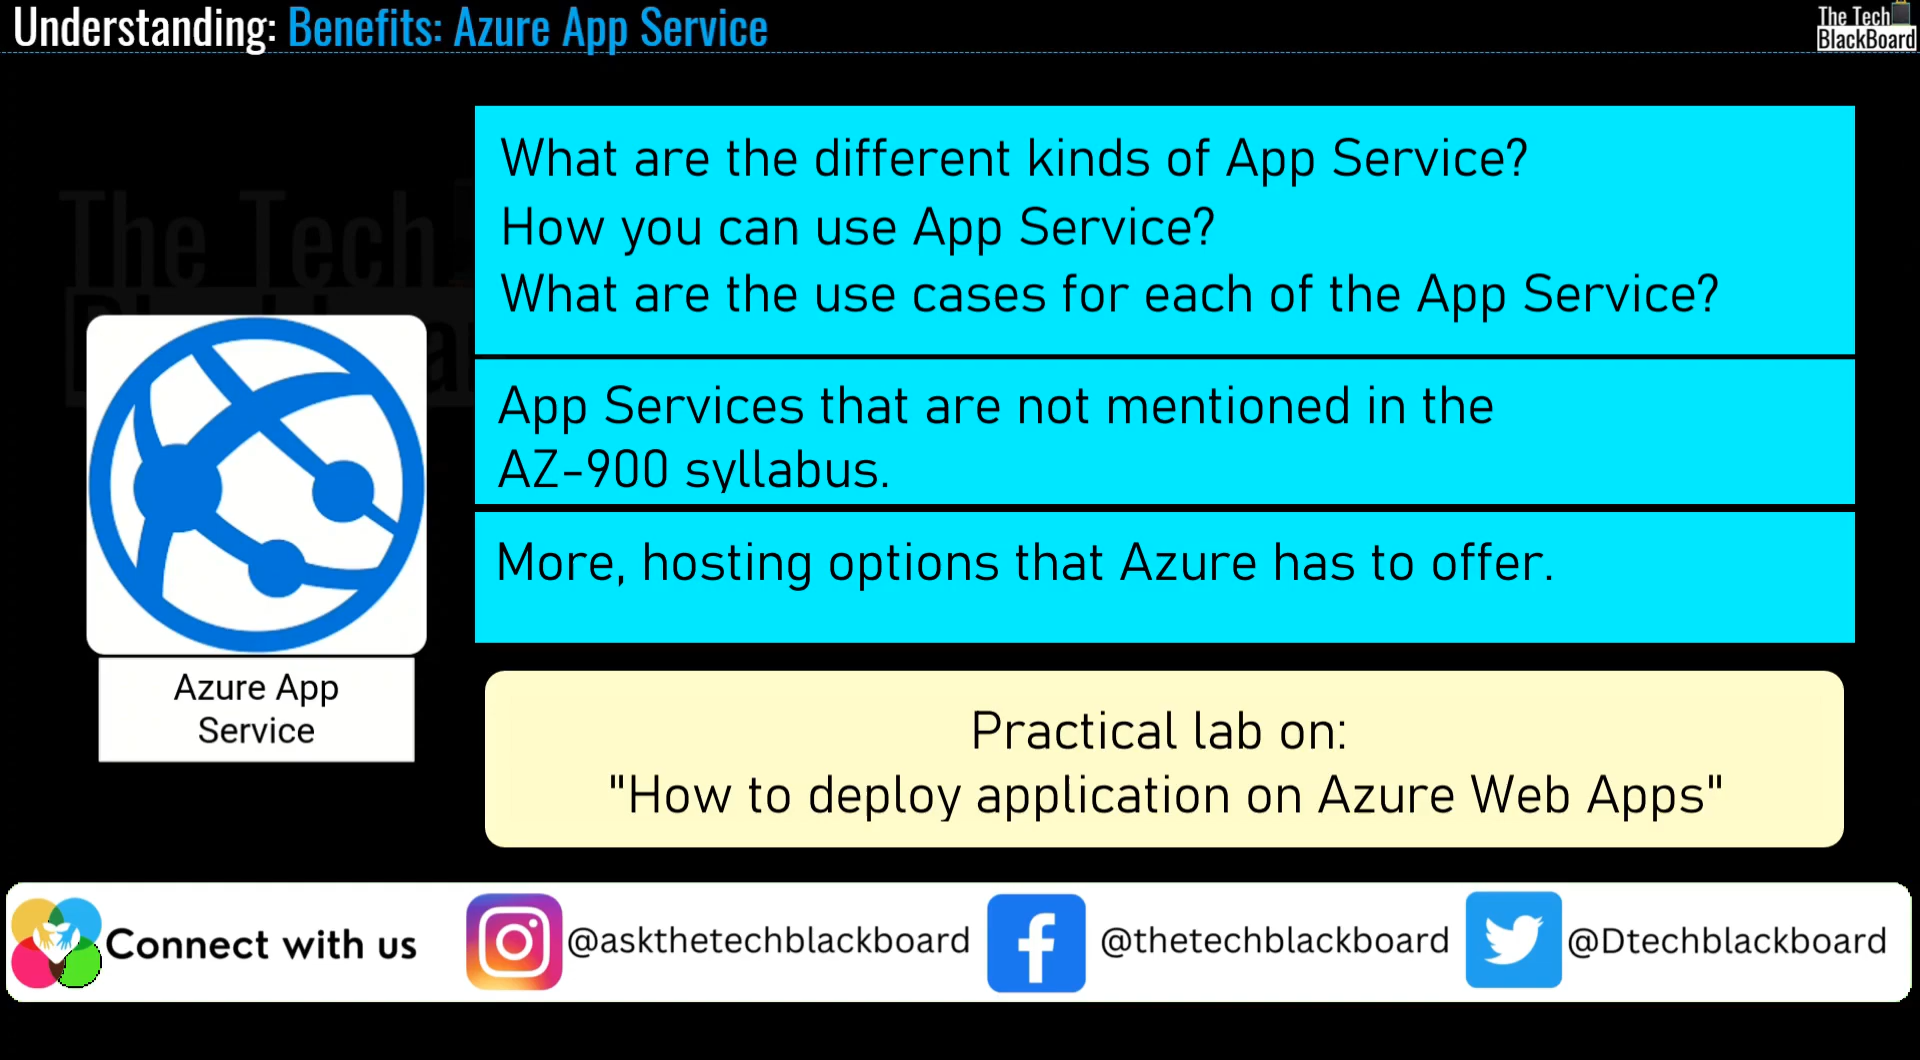 Understanding: Benefits: Azure App Service
The Tech
BlackBoard
What are the different kinds of App Service?
How you can use App Service?
What are the use cases for each of the App Service?
App Services that are not mentioned in the
AZ-900 syllabus.
More, hosting options that Azure has to offer.
The Tech
Azure App
Service
Practical lab on:
"How to deploy application on Azure Web Apps"
Connect with us
@askthetechblackboard
@thetechblackboard
@Dtechblackboard